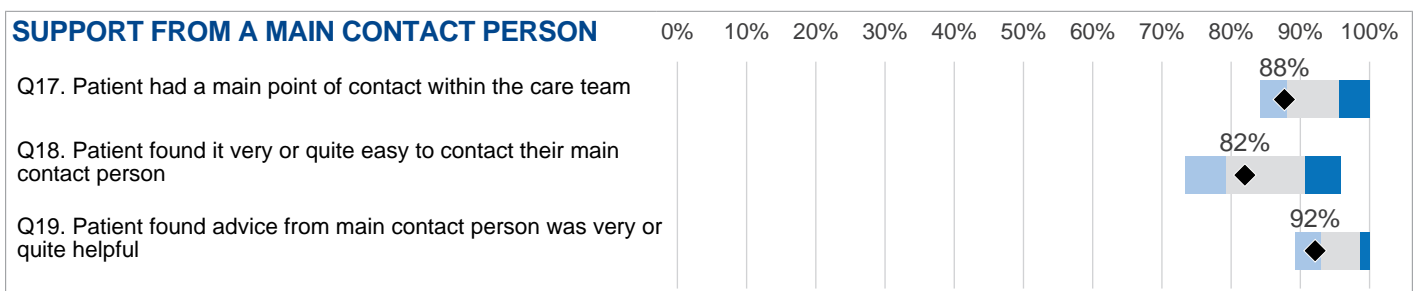 SUPPORT FROM A MAIN CONTACT PERSON 0% 10% 20% 30% 40% 50% 60% 70% 80% 90% 100%
88%
Q17. Patient had a main point of contact within the care team
82%
Q18. Patient found it very or quite easy to contact their main
contact person
92%
Q19. Patient found advice from main contact person was very or
quite helpful